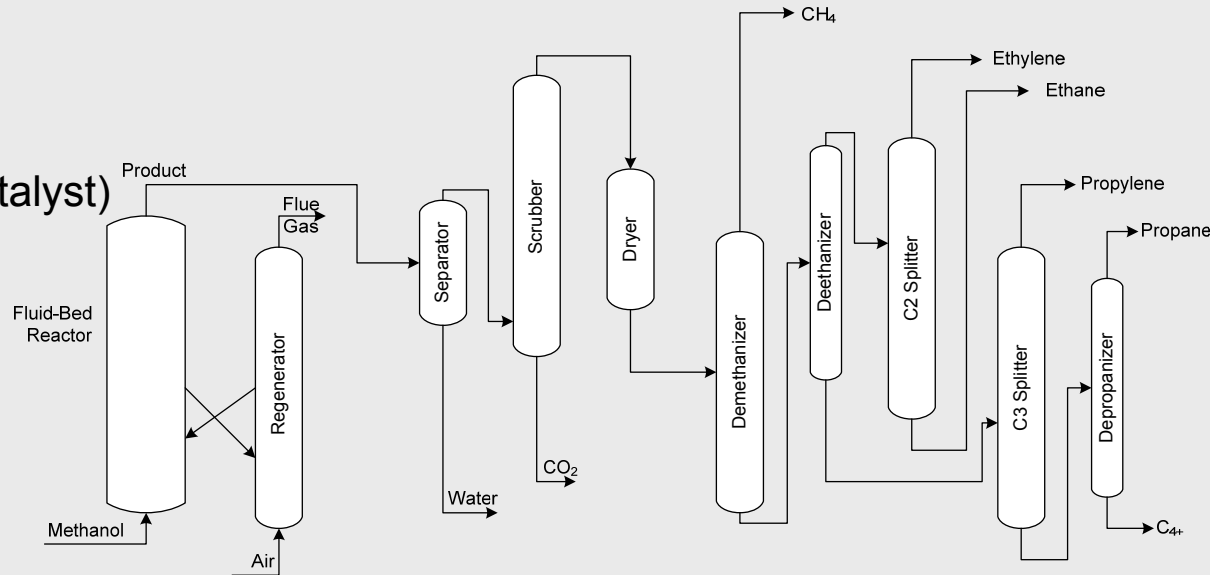 talyst)
Product
Flue
Gas
Fluid-Bed
Reactor
Regenerator
Methanol
Air
Separator
Water
Scrubber
CO₂
Dryer
CH₄
Demethanizer
Deethanizer
C2 Splitter
Ethylene
Ethane
C3 Splitter
Propylene
Depropanizer
Propane
C₄₊